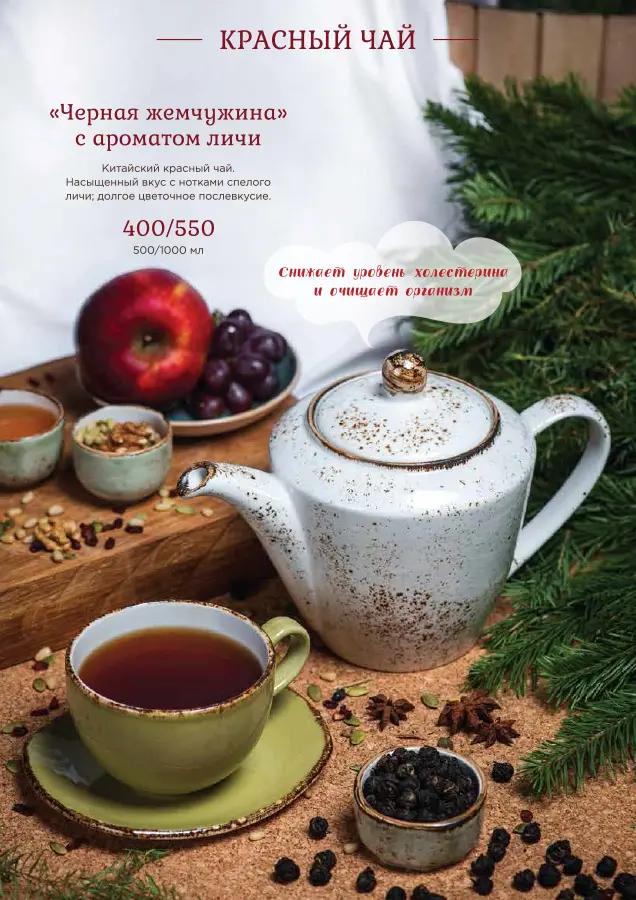 КРАСНЫЙ ЧАЙ
«Черная жемчужина»
с ароматом личи
Китайский красный чай.
Насыщенный вкус с нотками спелого
личи; долгое цветочное послевкусие.
400/550
500/1000 мл
Снижает уровень холестерина
и очищает организм